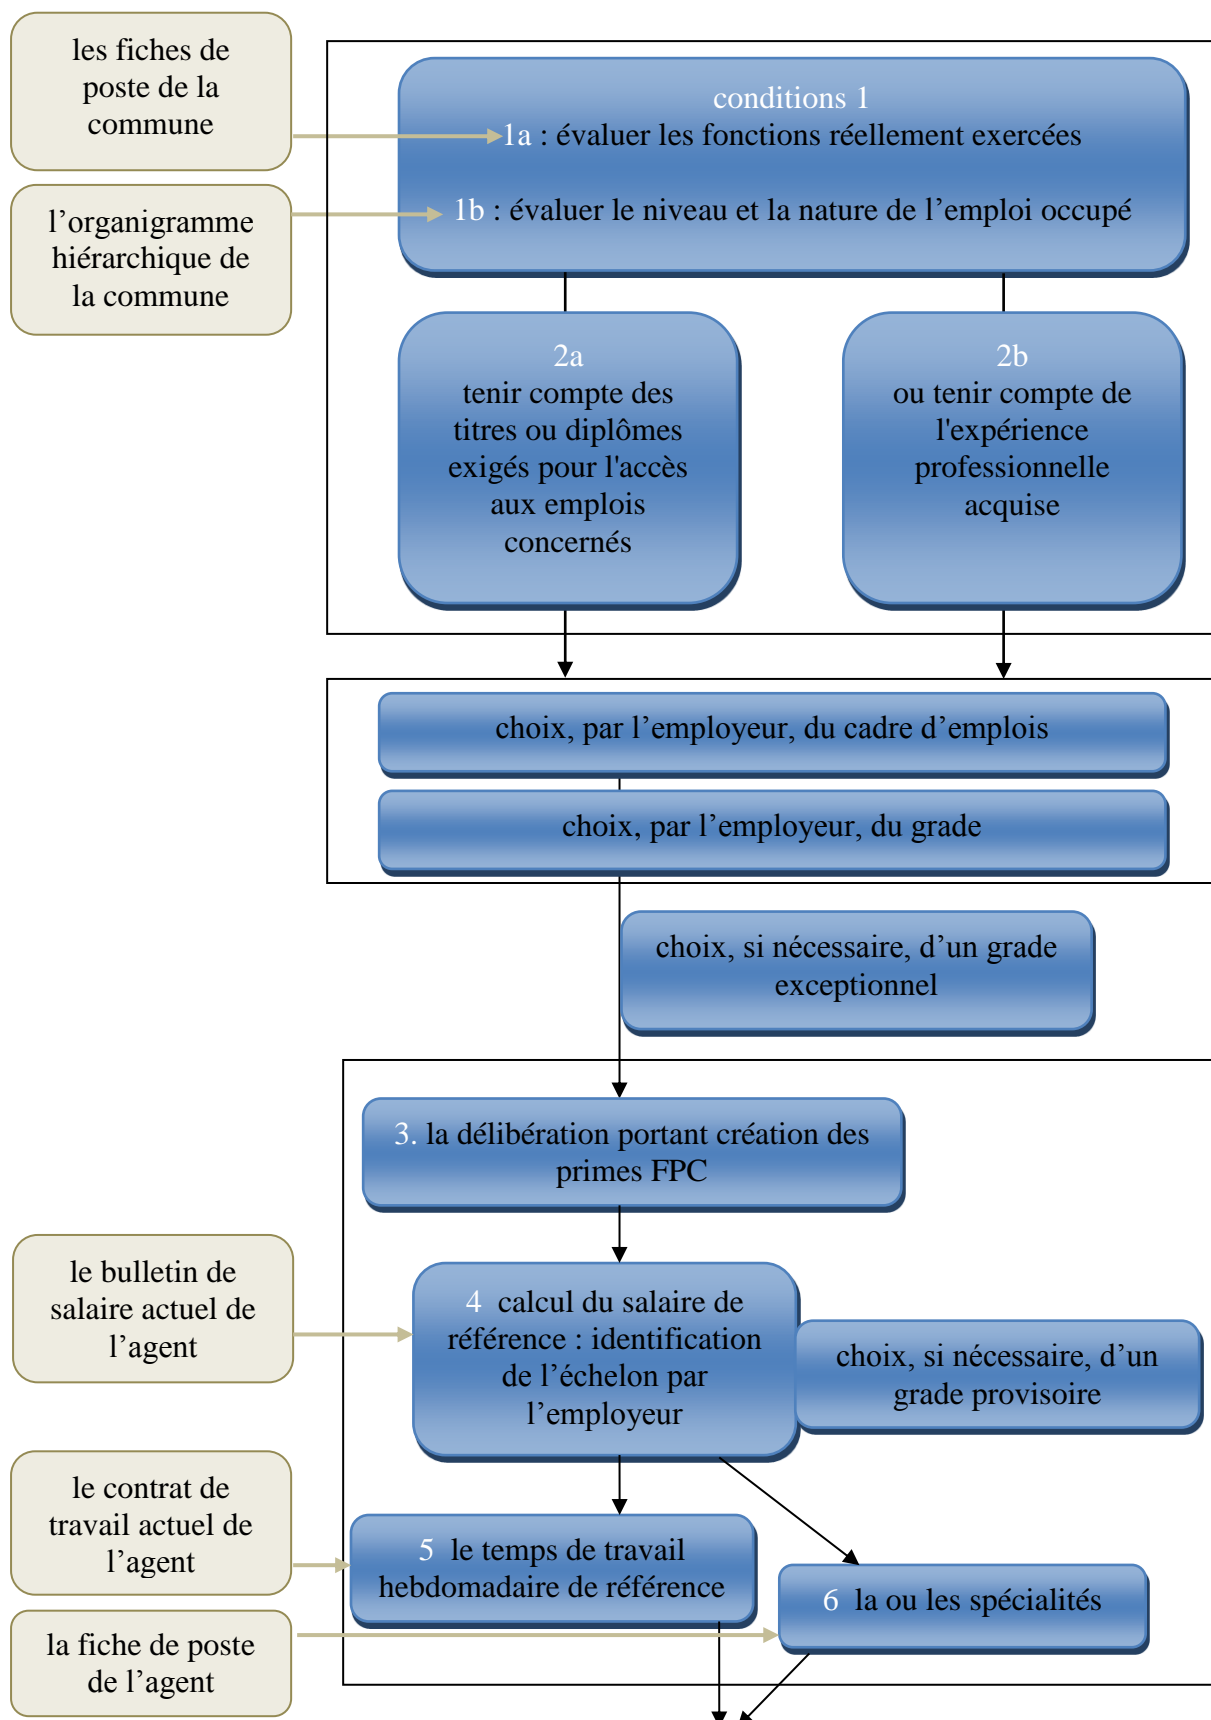 les fiches de
poste de la
commune
conditions 1
1a : évaluer les fonctions réellement exercées
1b : évaluer le niveau et la nature de l’emploi occupé
l’organigramme
hiérarchique de
la commune
2a
tenir compte des
titres ou diplômes
exigés pour l'accès
aux emplois
concernés
2b
ou tenir compte de
l'expérience
professionnelle
acquise
choix, par l’employeur, du cadre d’emplois
choix, par l’employeur, du grade
choix, si nécessaire, d’un grade
exceptionnel
3. la délibération portant création des
primes FPC
le bulletin de
salaire actuel de
l’agent
4 calcul du salaire de
référence : identification
de l’échelon par
l’employeur
choix, si nécessaire, d’un
grade provisoire
le contrat de
travail actuel de
l’agent
5 le temps de travail
hebdomadaire de référence
6 la ou les spécialités
la fiche de poste
de l’agent